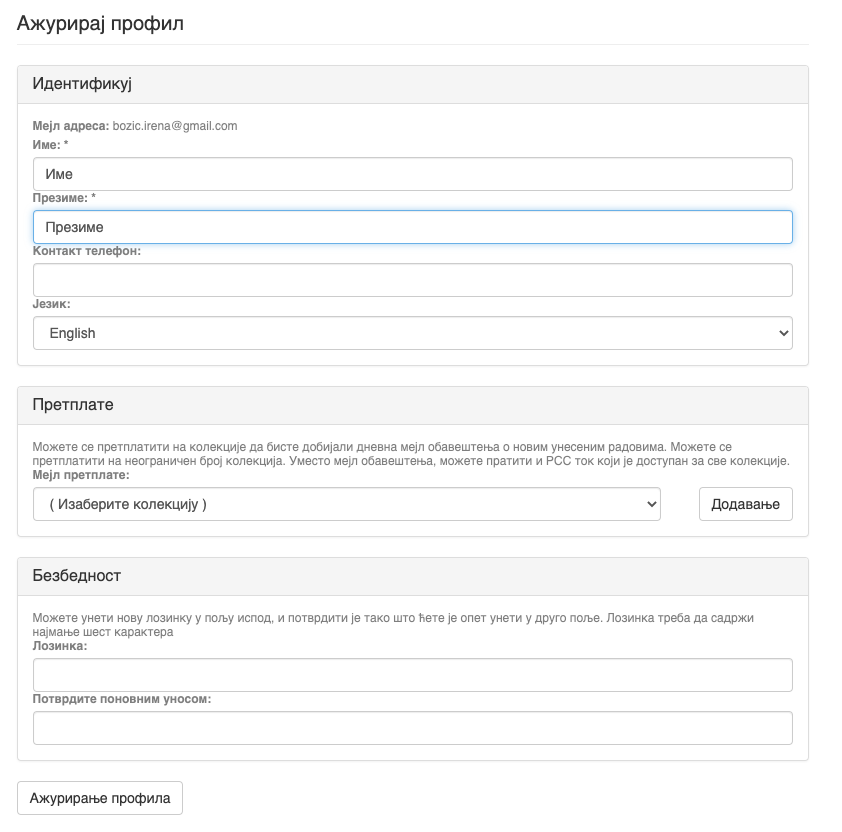 Ажурирај профил
Идентификуј
Мејл адреса: bozic.irena@gmail.com
Име: *
Име
Презиме: *
Презиме
Контакт телефон:
Језик:
English
Претплате
Можете се претплатити на колекције да бисте добијали дневна мејл обавештења о новим унесеним радовима. Можете се
претплатити на неограничен број колекција. Уместо мејл обавештења, можете пратити и РСС ток који је доступан за све колекције.
Мејл претплате:
( Изаберите колекцију )
Додавање
Безбедност
Можете унети нову лозинку у пољу испод, и потврдити је тако што ћете је опет унети у друго поље. Лозинка треба да садржи
најмање шест карактера
Лозинка:
Потврдите поновним уносом:
Ажурирање профила